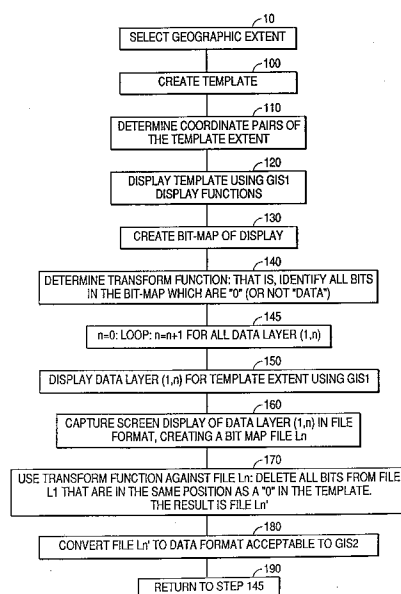 10
SELECT GEOGRAPHIC EXTENT
100
CREATE TEMPLATE
110
DETERMINE COORDINATE PAIRS OF
THE TEMPLATE EXTENT
120
DISPLAY TEMPLATE USING GIS1
DISPLAY FUNCTIONS
130
CREATE BIT-MAP OF DISPLAY
140
DETERMINE TRANSFORM FUNCTION: THAT IS, IDENTIFY ALL BITS
IN THE BIT-MAP WHICH ARE "0" (OR NOT "DATA")
145
n=0: LOOP: n=n+1 FOR ALL DATA LAYER (1,n)
150
DISPLAY DATA LAYER (1,n) FOR TEMPLATE EXTENT USING GIS1
160
CAPTURE SCREEN DISPLAY OF DATA LAYER (1,n) IN FILE
FORMAT, CREATING A BIT MAP FILE Ln
170
USE TRANSFORM FUNCTION AGAINST FILE Ln: DELETE ALL BITS FROM FILE
L1 THAT ARE IN THE SAME POSITION AS A "0" IN THE TEMPLATE.
THE RESULT IS FILE Ln'
180
CONVERT FILE Ln' TO DATA FORMAT ACCEPTABLE TO GIS2
190
RETURN TO STEP 145